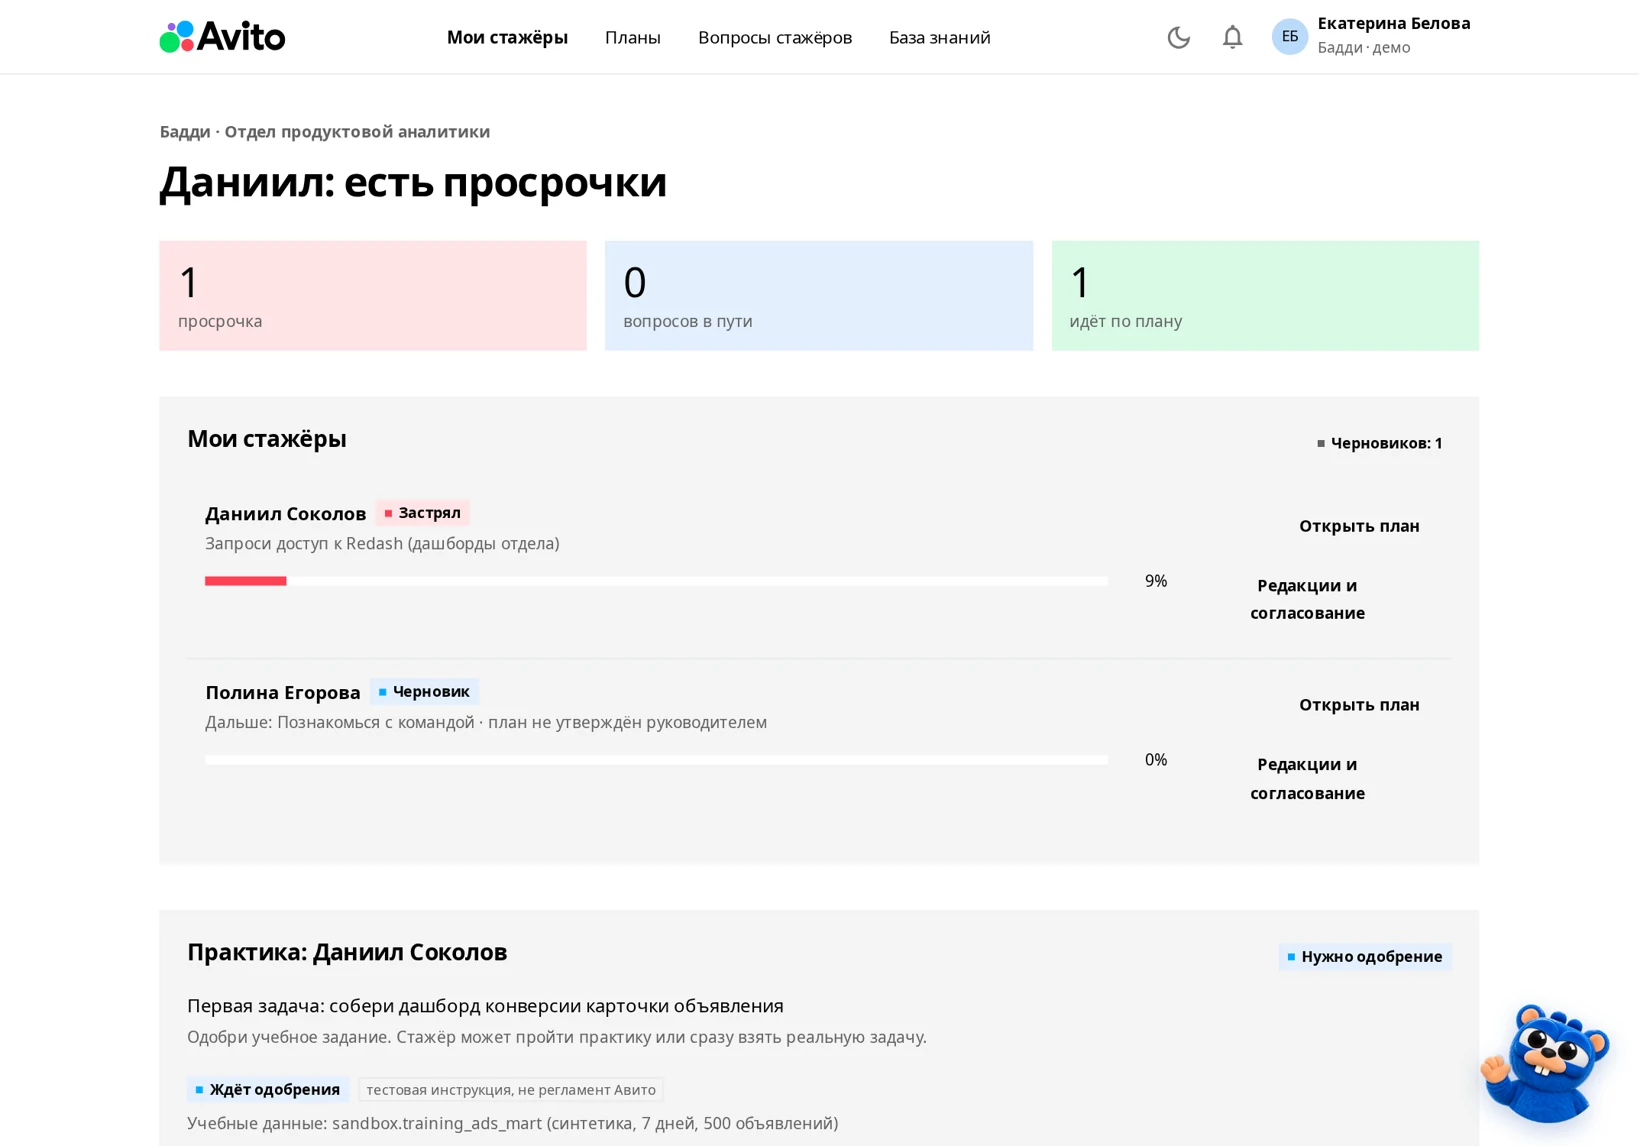 Avito
Мои стажёры
Планы
Вопросы стажёров
База знаний
ЕБ
Екатерина Белова
Бадди · демо
Бадди · Отдел продуктовой аналитики
Даниил: есть просрочки
1
просрочка
0
вопросов в пути
1
идёт по плану
Мои стажёры
Черновиков: 1
Даниил Соколов
Застрял
Запроси доступ к Redash (дашборды отдела)
9%
Открыть план
Редакции и
согласование
Полина Егорова
Черновик
Дальше: Познакомься с командой · план не утверждён руководителем
0%
Открыть план
Редакции и
согласование
Практика: Даниил Соколов
Нужно одобрение
Первая задача: собери дашборд конверсии карточки объявления
Одобри учебное задание. Стажёр может пройти практику или сразу взять реальную задачу.
Ждёт одобрения
тестовая инструкция, не регламент Авито
Учебные данные: sandbox.training_ads_mart (синтетика, 7 дней, 500 объявлений)